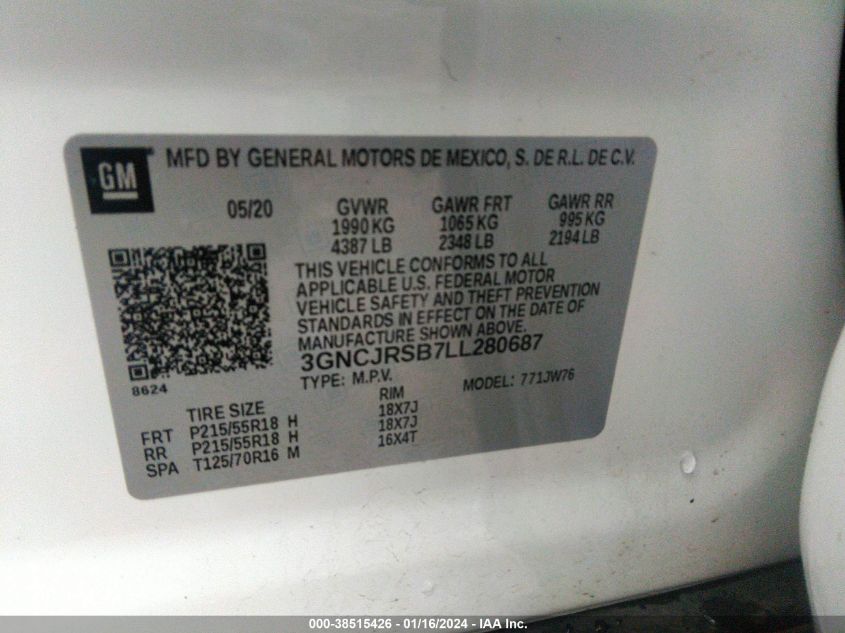 GM
MFD BY GENERAL MOTORS DE MEXICO, S. DE R.L. DE C.V.
05/20 GVWR GAWR FRT GAWR RR
1990 KG 1065 KG 995 KG
4387 LB 2348 LB 2194 LB
THIS VEHICLE CONFORMS TO ALL
APPLICABLE U.S. FEDERAL MOTOR
VEHICLE SAFETY AND THEFT PREVENTION
STANDARDS IN EFFECT ON THE DATE OF
MANUFACTURE SHOWN ABOVE.
3GNCJRSB7LL280687
8624 TYPE: M.P.V. MODEL: 771JW76
TIRE SIZE RIM
FRT P215/55R18 H 18X7J
RR P215/55R18 H 18X7J
SPA T125/70R16 M 16X4T
000-38515426 - 01/16/2024 - IAA Inc.